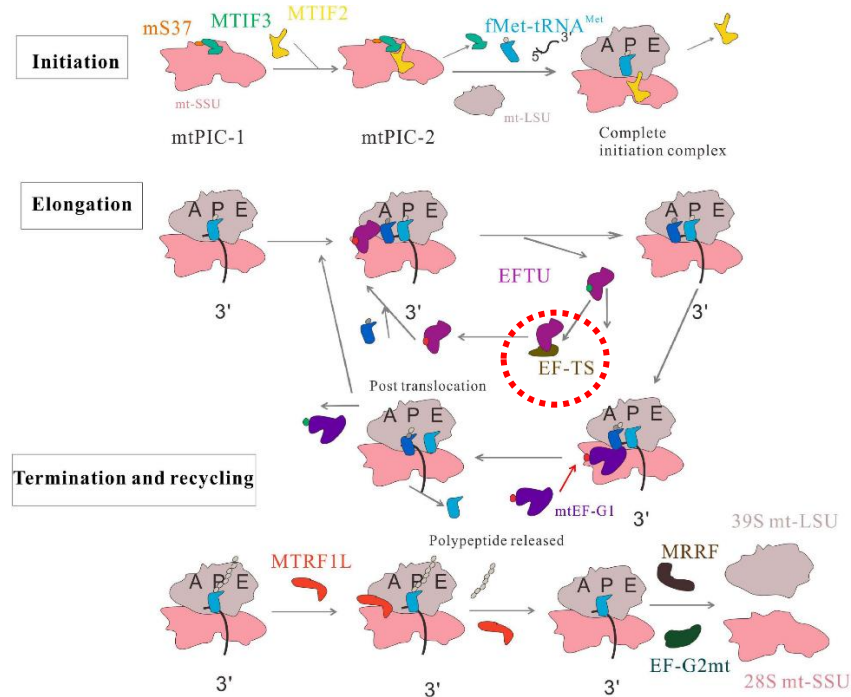 Initiation
mS37
MTIF3
MTIF2
fMet-tRNAMet
5' 3'
mt-SSU
mt-LSU
A P E
mtPIC-1
mtPIC-2
Complete
initiation complex
Elongation
A P E
A P E
A P E
EFTU
3'
3'
3'
EF-TS
Post translocation
A P E
A P E
Termination and recycling
mtEF-G1
3'
3'
Polypeptide released
39S mt-LSU
MTRF1L
MRRF
A P E
A P E
A P E
EF-G2mt
28S mt-SSU
3'
3'
3'